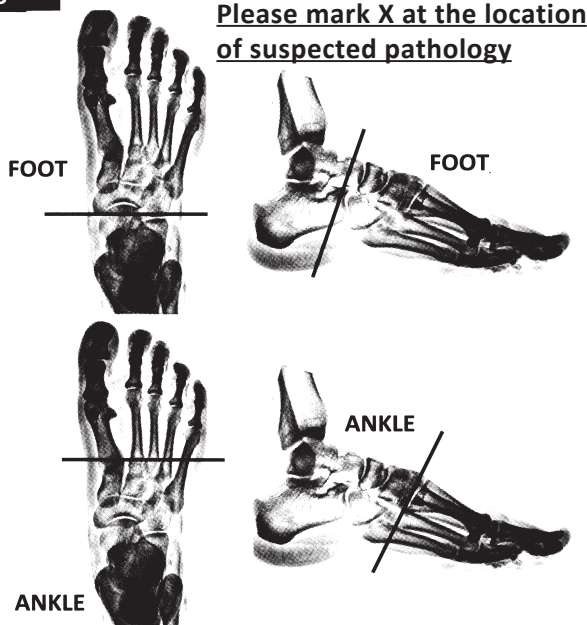 Please mark X at the location
of suspected pathology
FOOT
FOOT
ANKLE
ANKLE